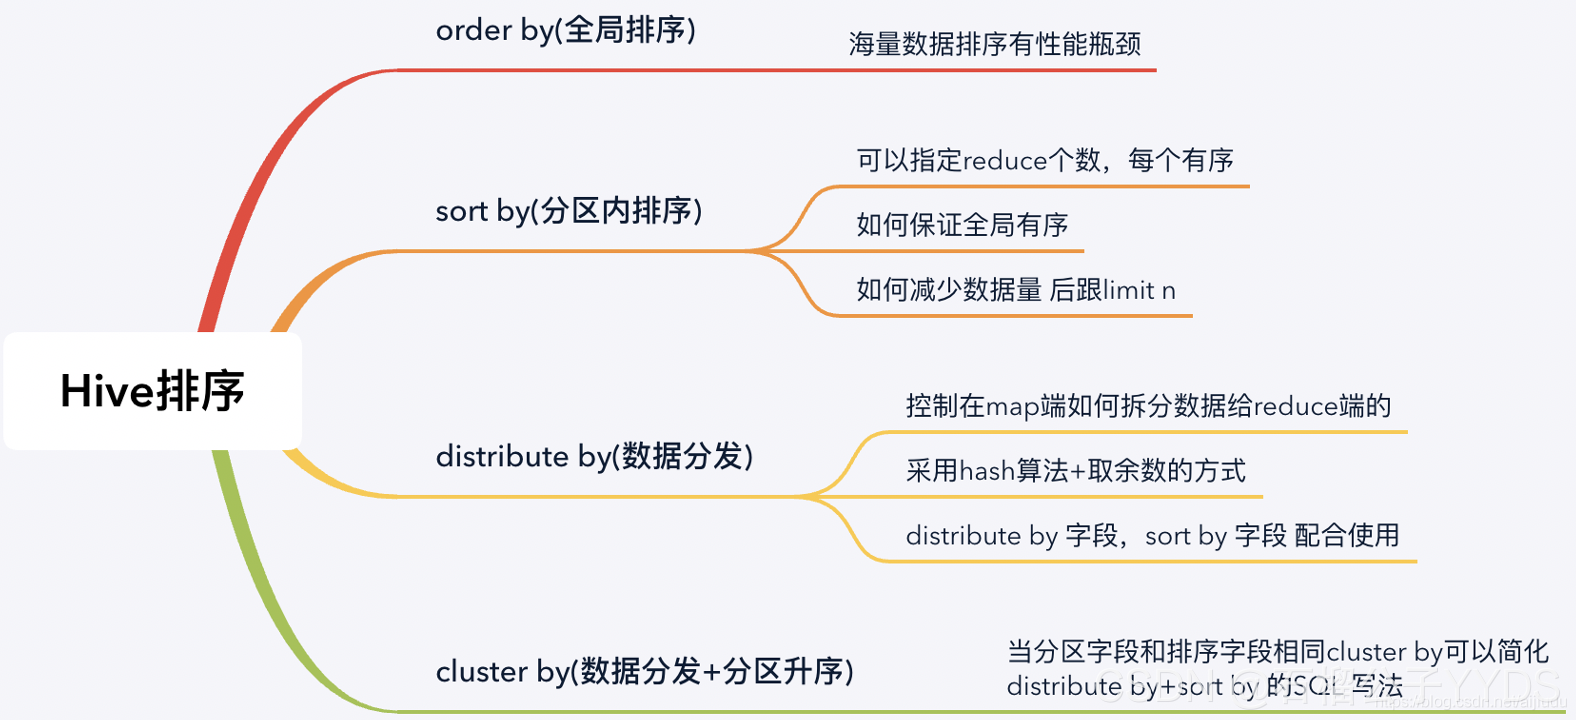 order by(全局排序)
海量数据排序有性能瓶颈
可以指定reduce个数，每个有序
sort by(分区内排序)
如何保证全局有序
如何减少数据量 后跟limit n
Hive排序
控制在map端如何拆分数据给reduce端的
distribute by(数据分发)
采用hash算法+取余数的方式
distribute by 字段，sort by 字段 配合使用
cluster by(数据分发+分区升序)
当分区字段和排序字段相同cluster by可以简化
distribute by+sort by 的SQL 写法
CSDN
YYDS